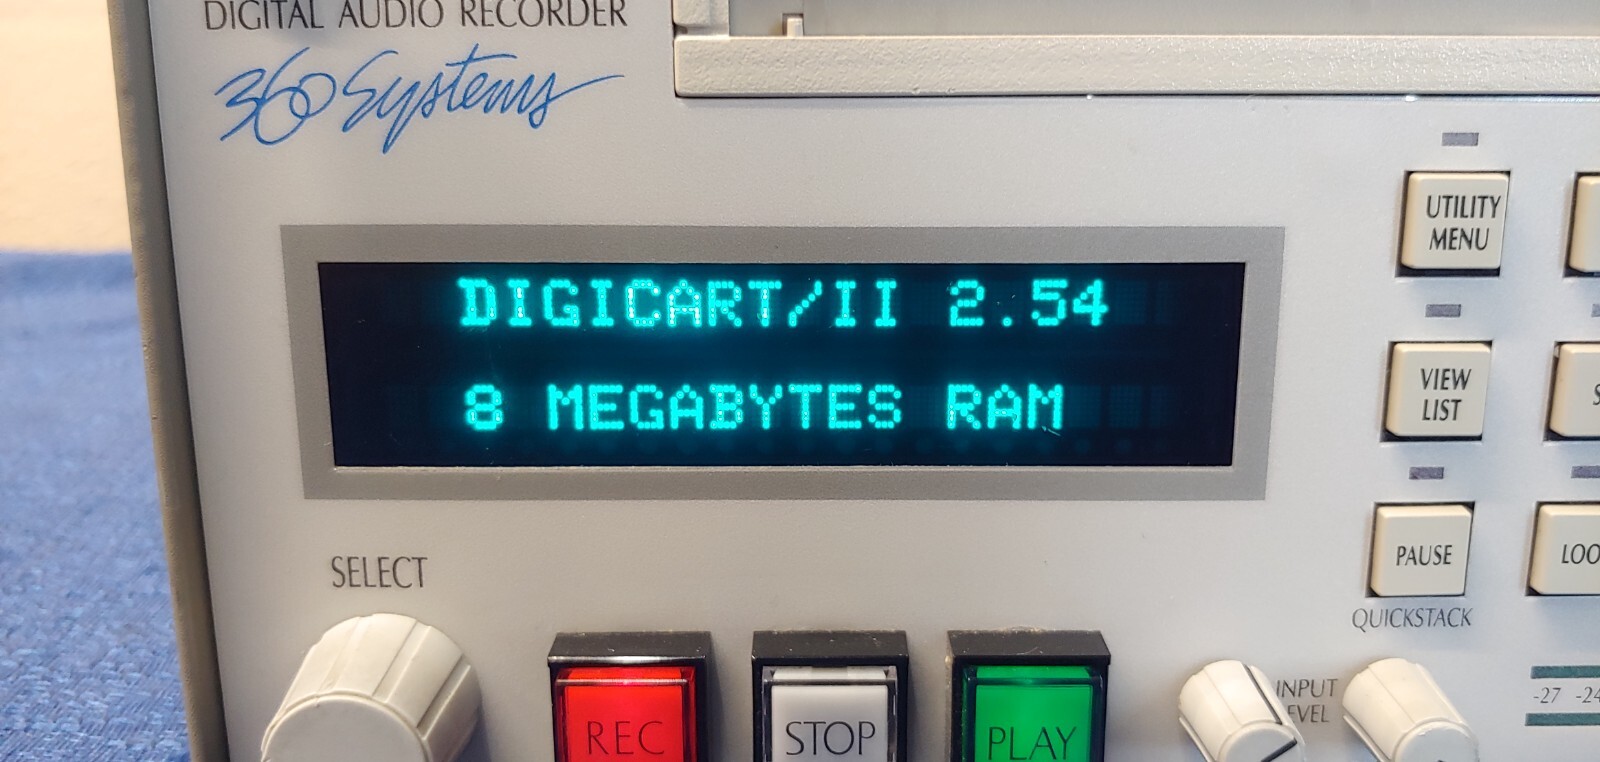 DIGITAL AUDIO RECORDER
360 Systems
DIGICART/II 2.54
8 MEGABYTES RAM
UTILITY
MENU
VIEW
LIST
PAUSE
QUICKSTACK
SELECT
REC
STOP
PLAY
INPUT
-27